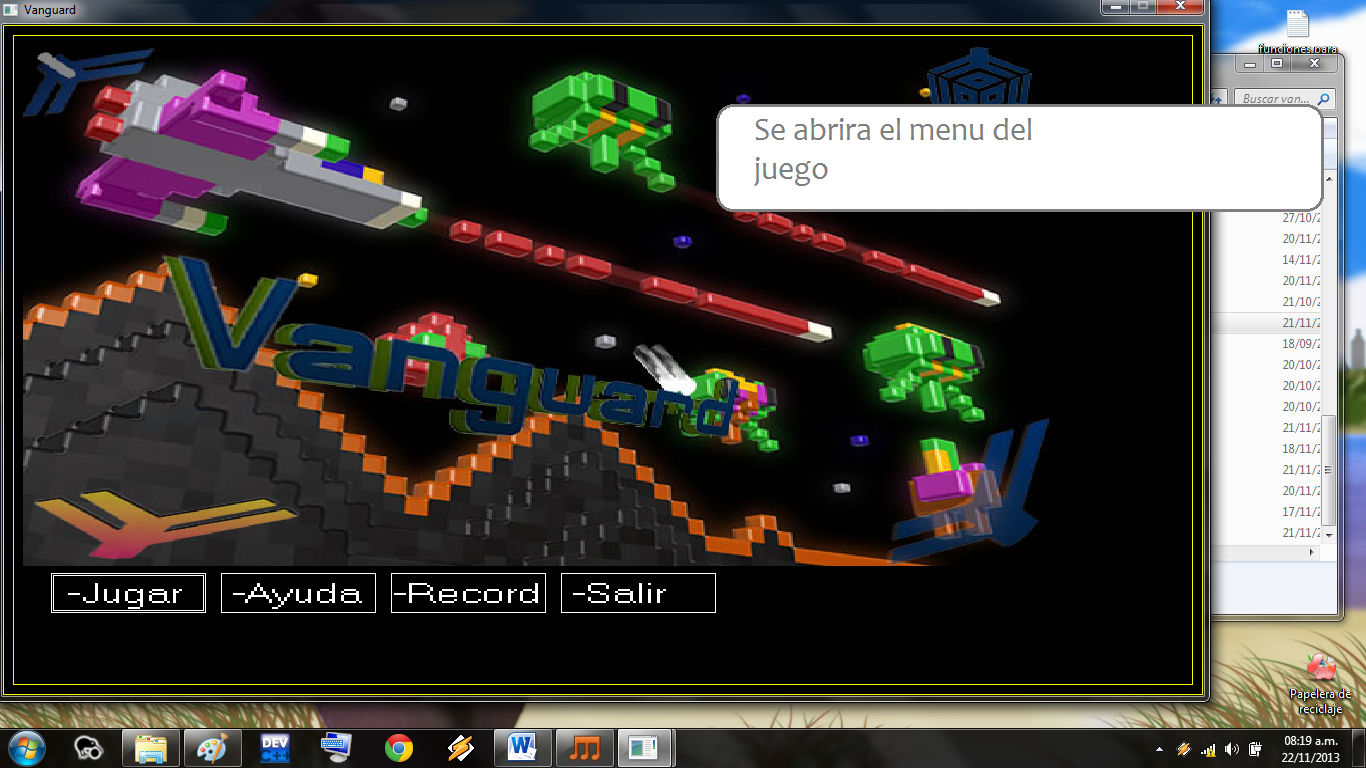 Vanguard
funciones para
Buscar van...
Se abrira el menu del
juego
27/10/2
20/11/2
14/11/2
20/11/2
21/10/2
21/11/2
18/09/2
20/10/2
20/10/2
20/10/2
21/11/2
18/11/2
21/11/2
20/11/2
17/11/2
21/11/2
Vanguard
-Jugar
-Ayuda
-Record
-Salir
Papelera de
reciclaje
DEV
C++
W
08:19 a.m.
22/11/2013